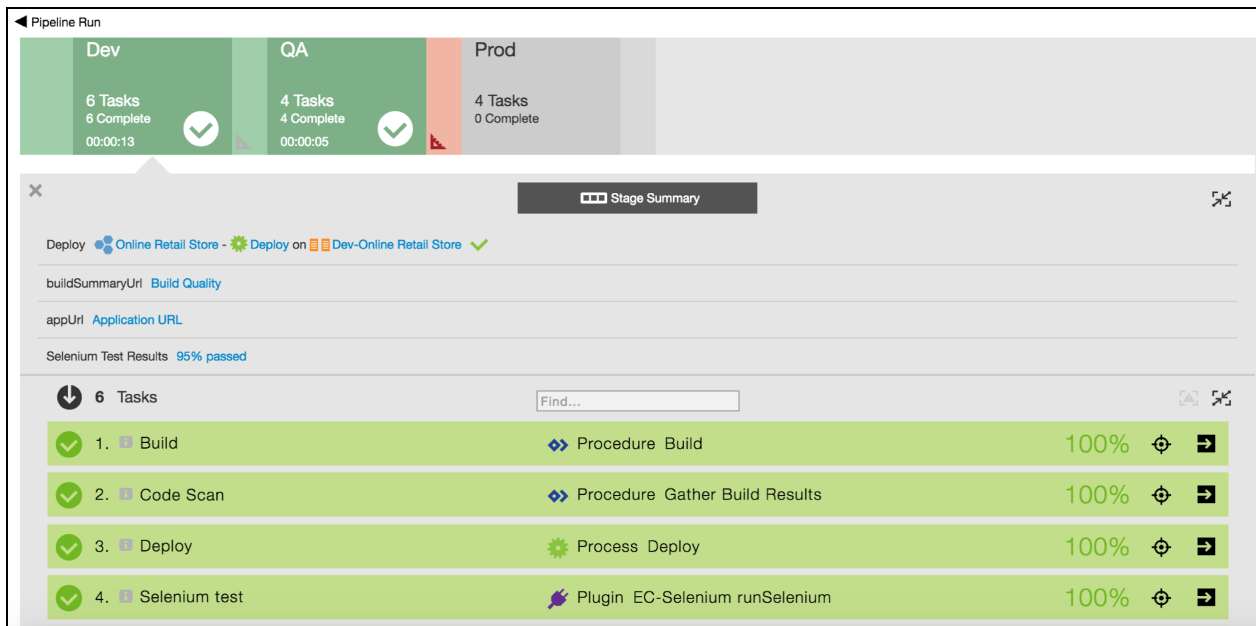 Pipeline Run
Dev QA Prod
6 Tasks 4 Tasks 4 Tasks
6 Complete 4 Complete 0 Complete
00:00:13 00:00:05
Stage Summary
Deploy Online Retail Store - Deploy on Dev-Online Retail Store
buildSummaryUrl Build Quality
appUrl Application URL
Selenium Test Results 95% passed
6 Tasks Find...
1. Build Procedure Build 100%
2. Code Scan Procedure Gather Build Results 100%
3. Deploy Process Deploy 100%
4. Selenium test Plugin EC-Selenium runSelenium 100%